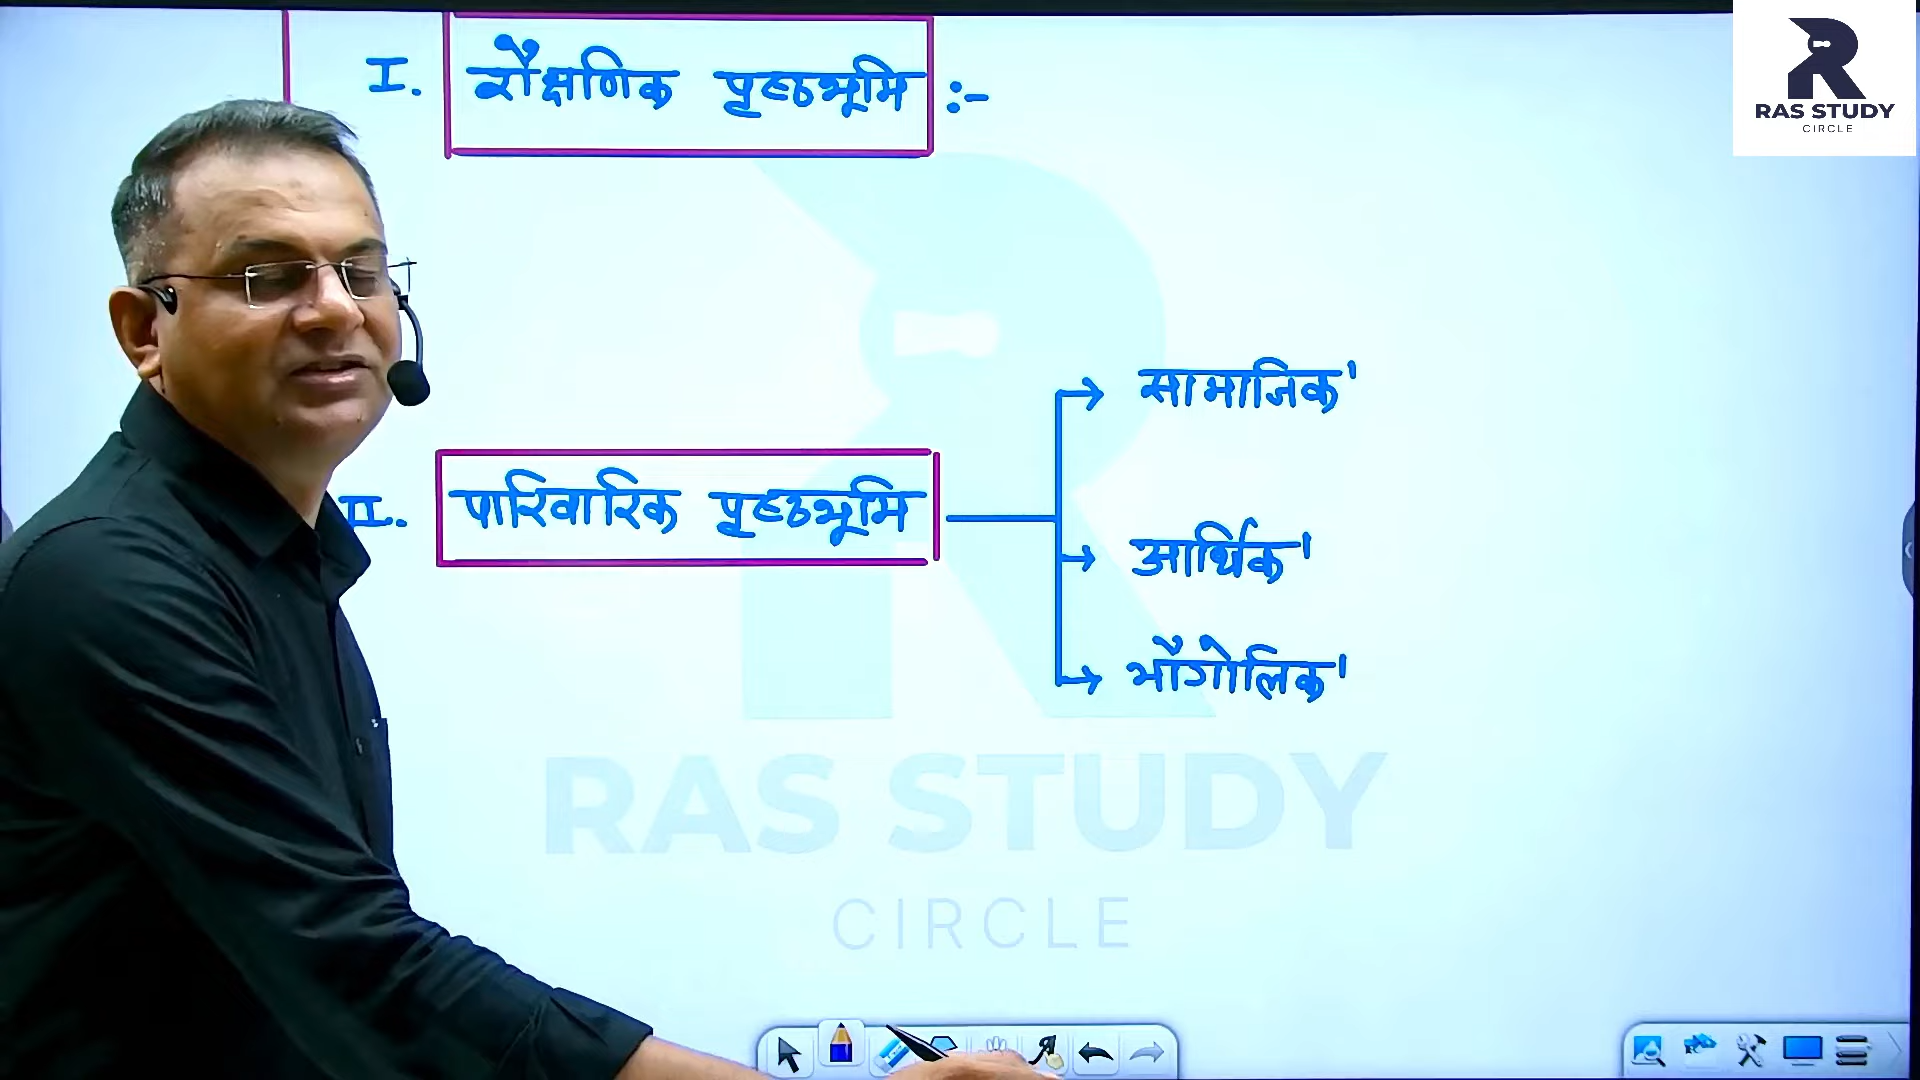 I. शैक्षणिक पृष्ठभूमि :-
RAS STUDY
CIRCLE
सामाजिक'
II. पारिवारिक पृष्ठभूमि
आर्थिक'
भौगोलिक'
RAS STUDY
CIRCLE